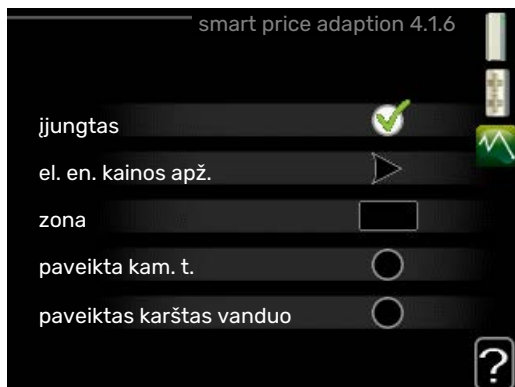 smart price adaption 4.1.6
įjungtas
el. en. kainos apž.
zona
paveikta kam. t.
paveiktas karštas vanduo
?